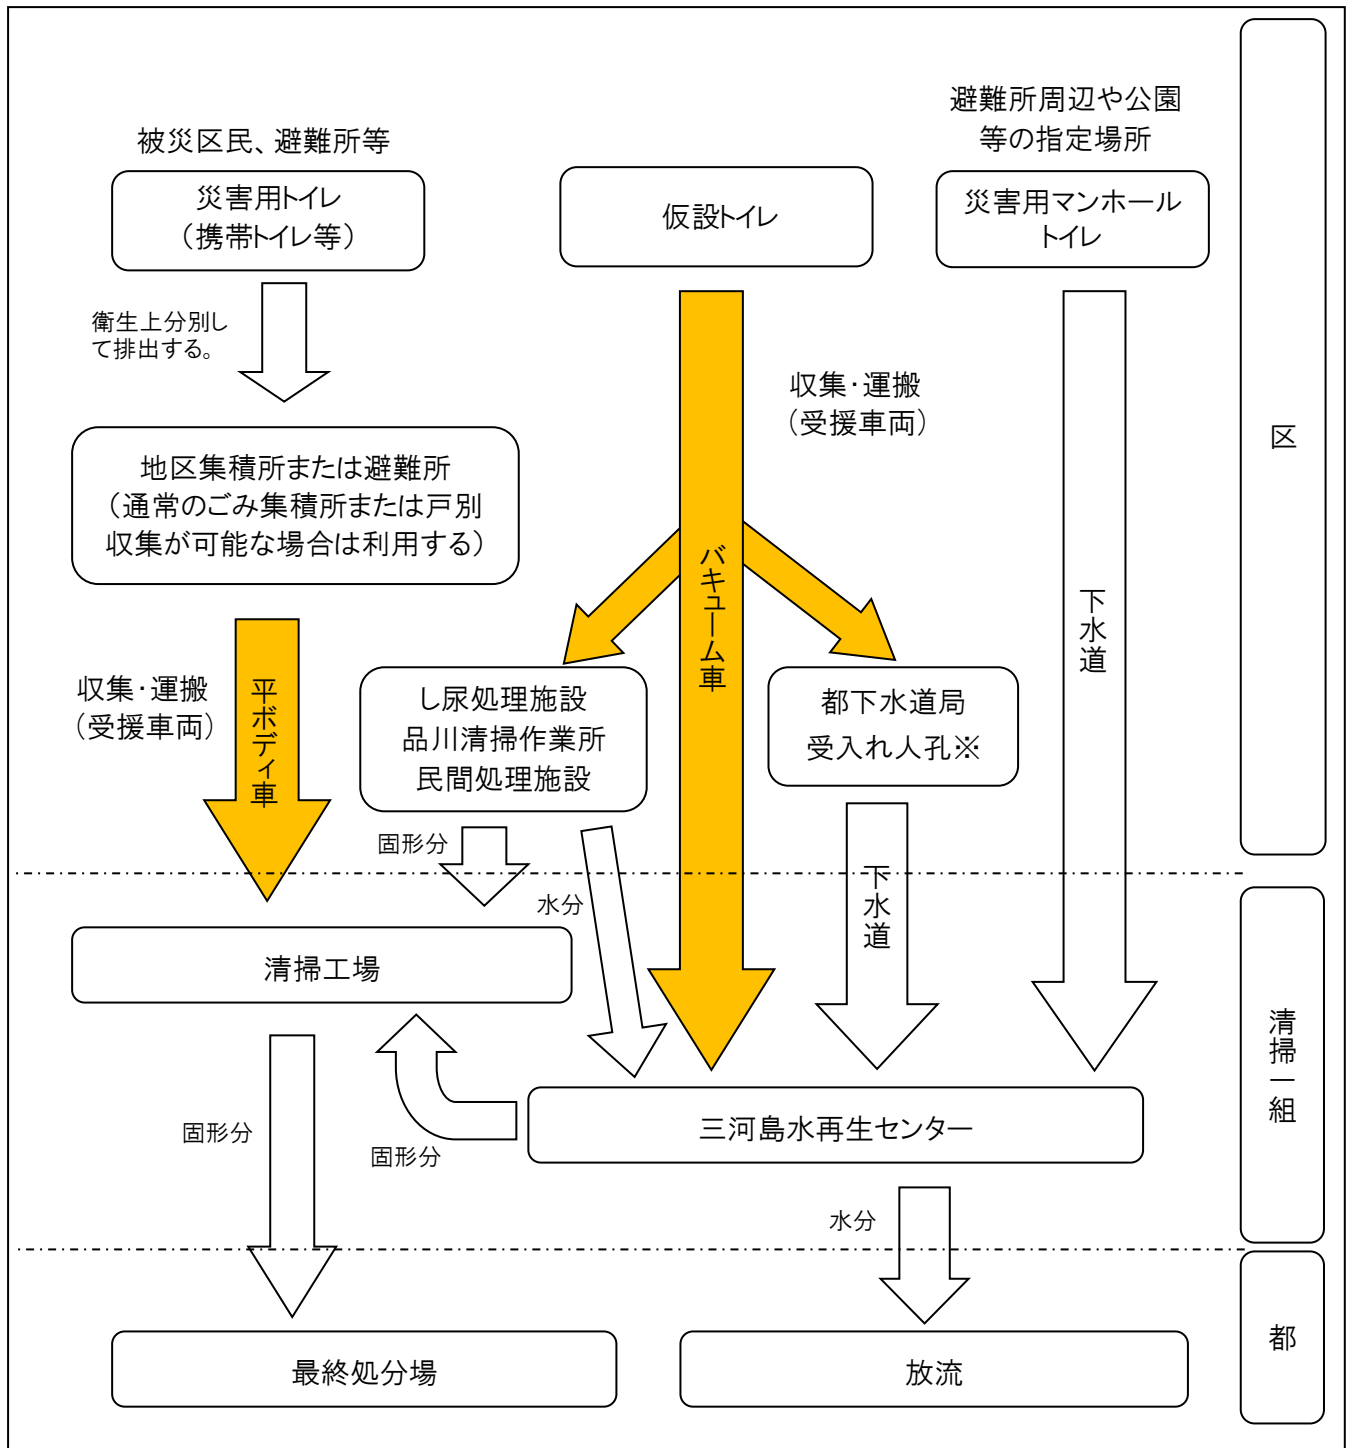 避難所周辺や公園
等の指定場所
被災区民、避難所等
災害用トイレ
（携帯トイレ等）
仮設トイレ
災害用マンホール
トイレ
衛生上分別し
て排出する。
収集・運搬
（受援車両）
区
地区集積所または避難所
（通常のごみ集積所または戸別
収集が可能な場合は利用する）
バキューム車
下水道
収集・運搬
（受援車両）
平ボディ車
し尿処理施設
品川清掃作業所
民間処理施設
都下水道局
受入れ人孔※
固形分
水分
下水道
清掃工場
清掃一組
固形分
固形分
三河島水再生センター
水分
都
最終処分場
放流